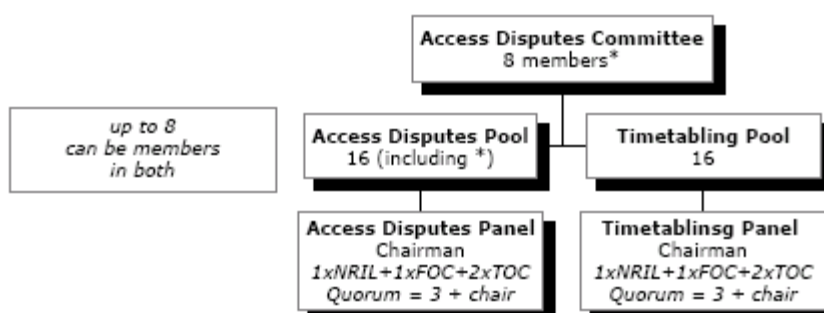 Access Disputes Committee
8 members*
up to 8
can be members
in both
Access Disputes Pool
16 (including *)
Timetabling Pool
16
Access Disputes Panel
Chairman
1xNRIL+1xFOC+2xTOC
Quorum = 3 + chair
Timetablinsg Panel
Chairman
1xNRIL+1xFOC+2xTOC
Quorum = 3 + chair